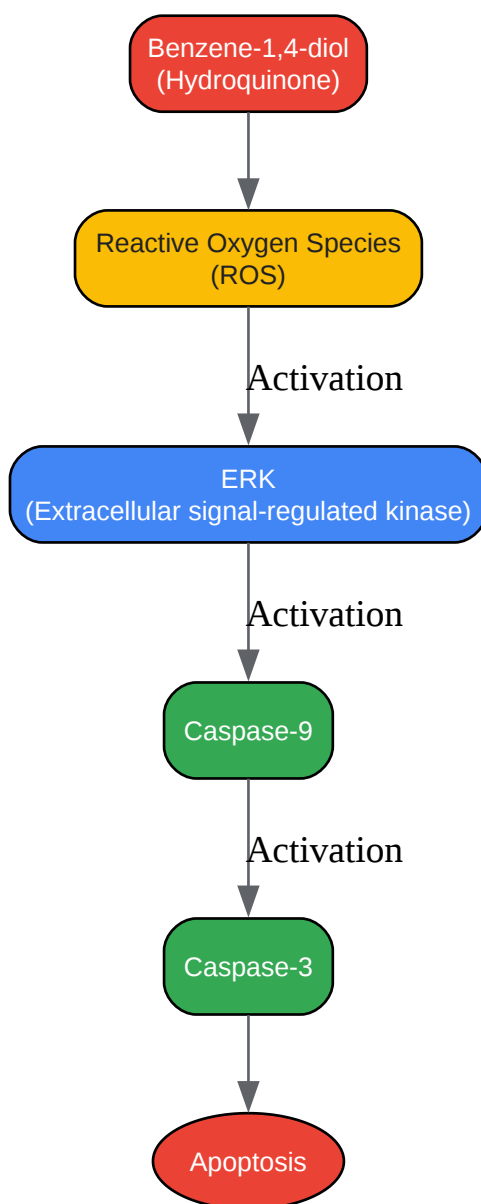 Benzene-1,4-diol
(Hydroquinone)
Reactive Oxygen Species
(ROS)
Activation
ERK
(Extracellular signal-regulated kinase)
Activation
Caspase-9
Activation
Caspase-3
Apoptosis